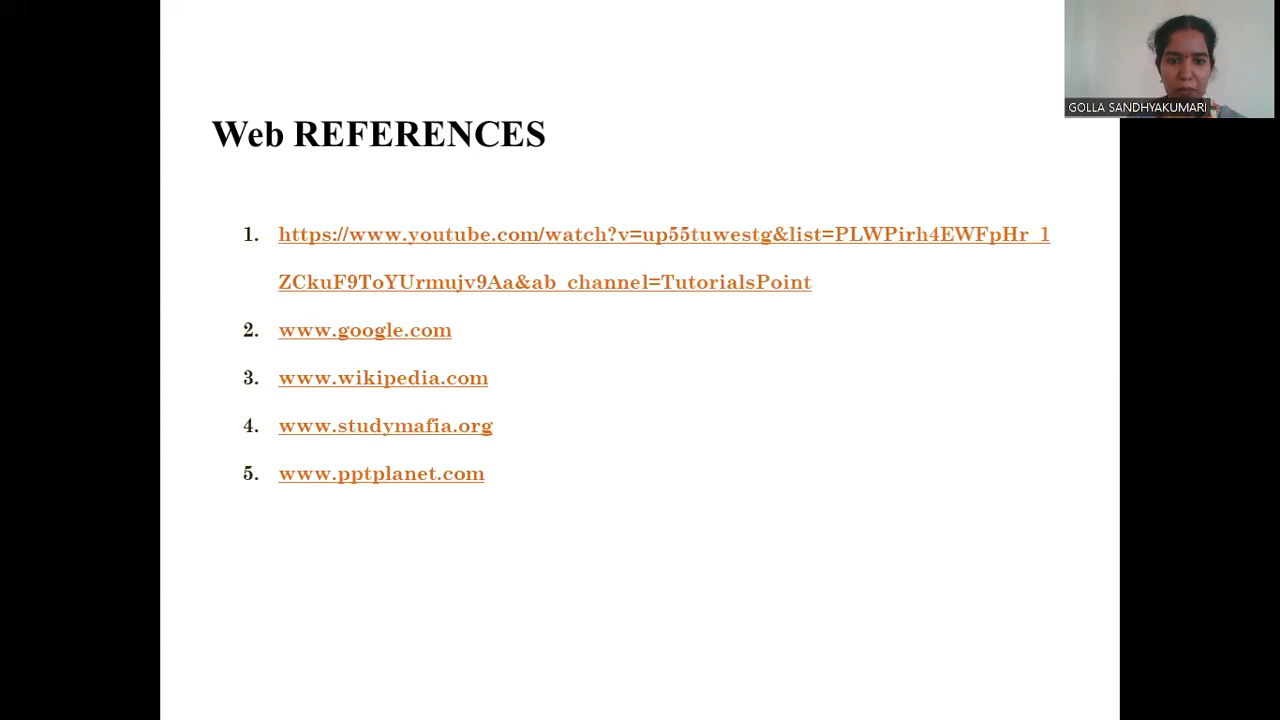 GOLLA SANDHYAKUMARI
Web REFERENCES
1. https://www.youtube.com/watch?v=up55tuwestg&list=PLWPirh4EWFpHr_1
ZCkuF9ToYUrmujv9Aa&ab_channel=TutorialsPoint
2. www.google.com
3. www.wikipedia.com
4. www.studymafia.org
5. www.pptplanet.com